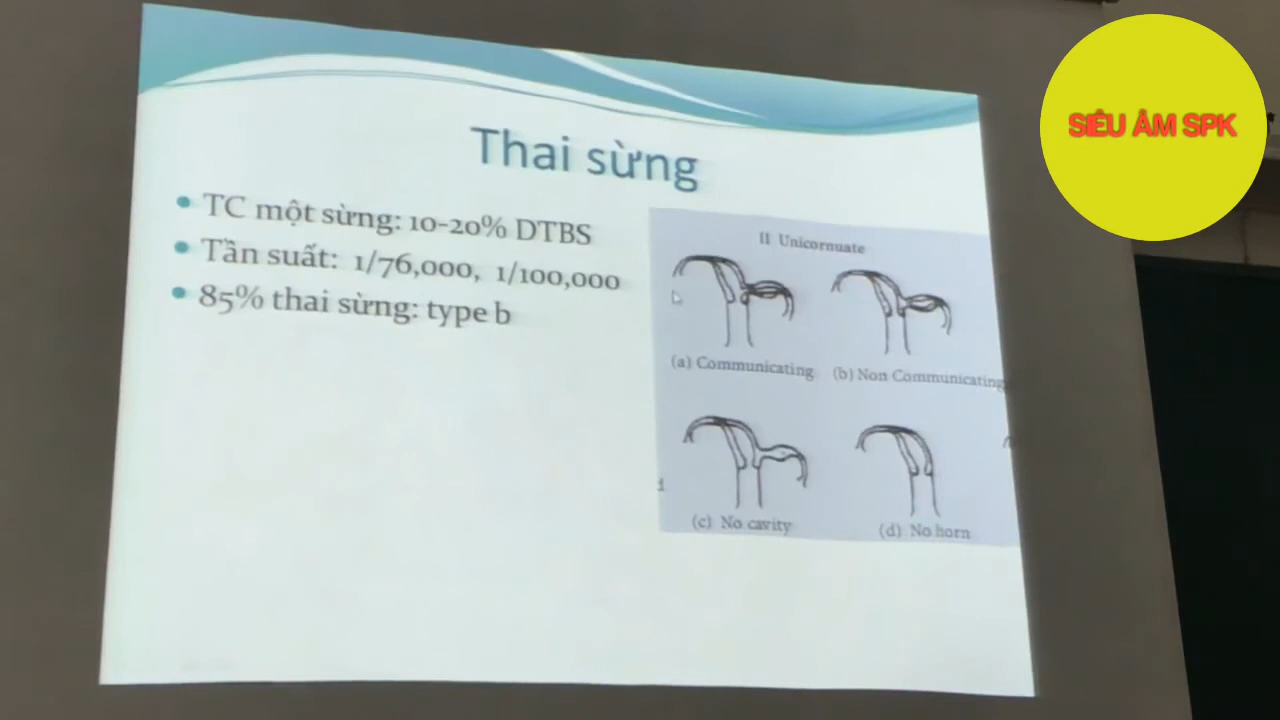 SIÊU ÂM SPK
Thai sừng
TC một sừng: 10-20% DTBS
Tần suất: 1/76,000, 1/100,000
85% thai sừng: type b
II Unicornuate
(a) Communicating
(b) Non Communicating
(c) No cavity
(d) No horn